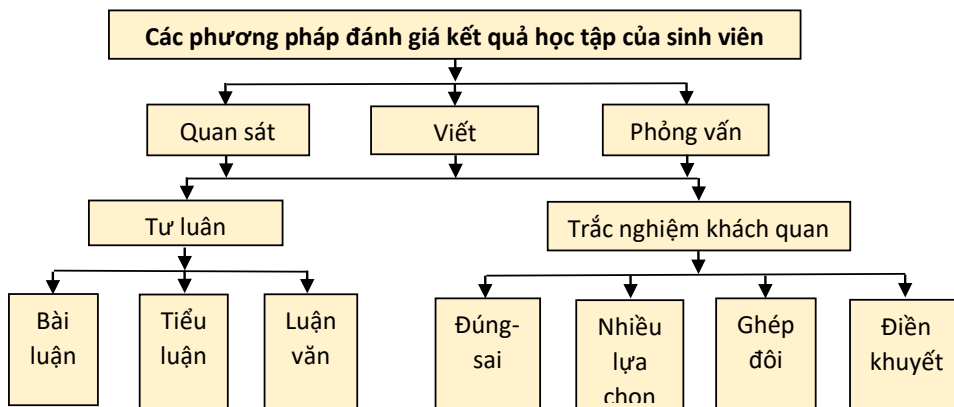 Các phương pháp đánh giá kết quả học tập của sinh viên
Quan sát
Viết
Phỏng vấn
Tư luân
Trắc nghiệm khách quan
Bài
luận
Tiểu
luận
Luận
văn
Đúng-
sai
Nhiều
lựa
chọn
Ghép
đôi
Điền
khuyết